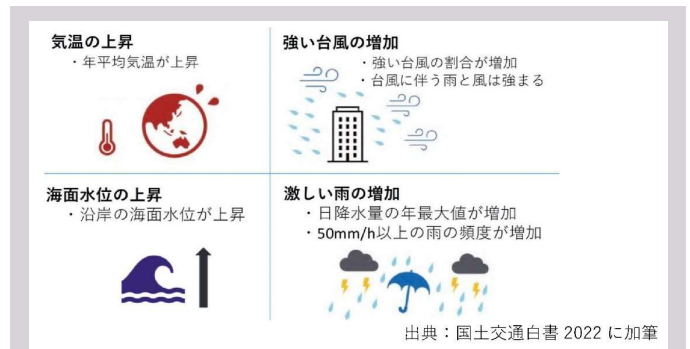 気温の上昇
・年平均気温が上昇
強い台風の増加
・強い台風の割合が増加
・台風に伴う雨と風は強まる
海面水位の上昇
・沿岸の海面水位が上昇
激しい雨の増加
・日降水量の年最大値が増加
・50mm/h以上の雨の頻度が増加
出典：国土交通白書 2022 に加筆